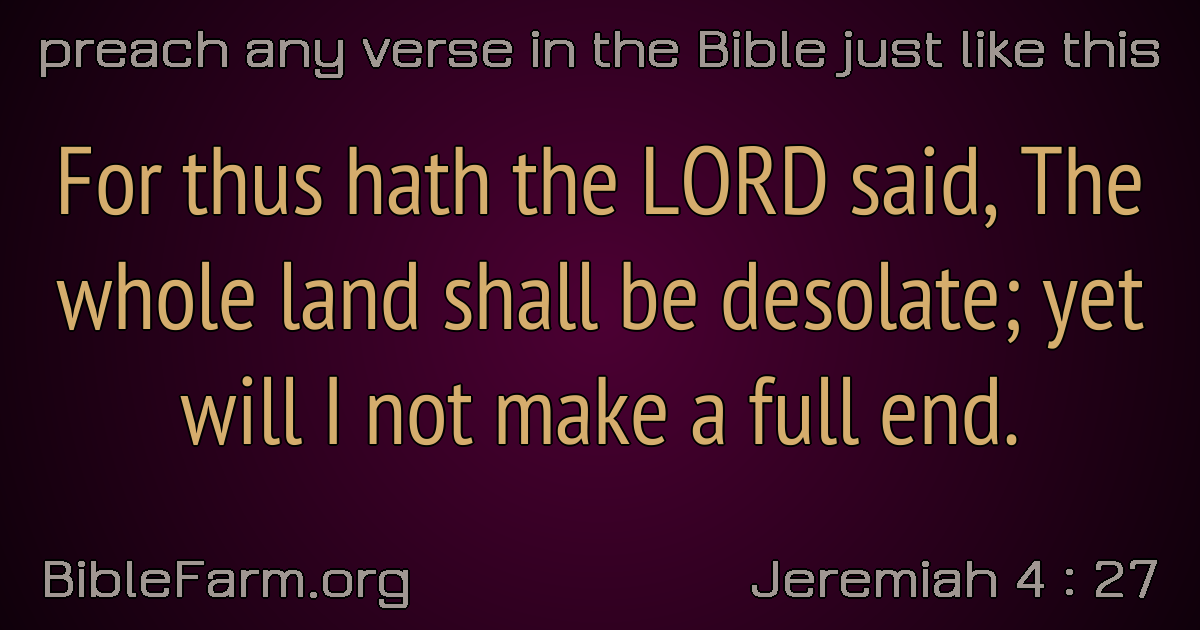 preach any verse in the Bible just like this
For thus hath the LORD said, The
whole land shall be desolate; yet
will I not make a full end.
BibleFarm.org
Jeremiah 4 : 27